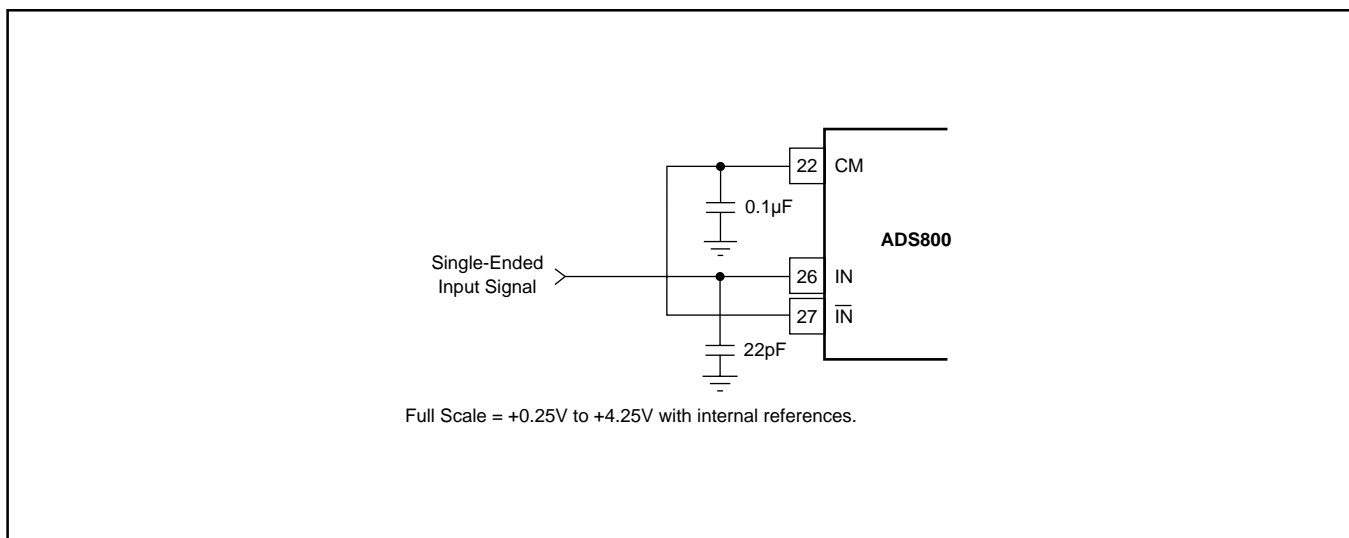 22 CM
0.1µF
ADS800
Single-Ended
Input Signal
26 IN
27 I̅N̅
22pF
Full Scale = +0.25V to +4.25V with internal references.